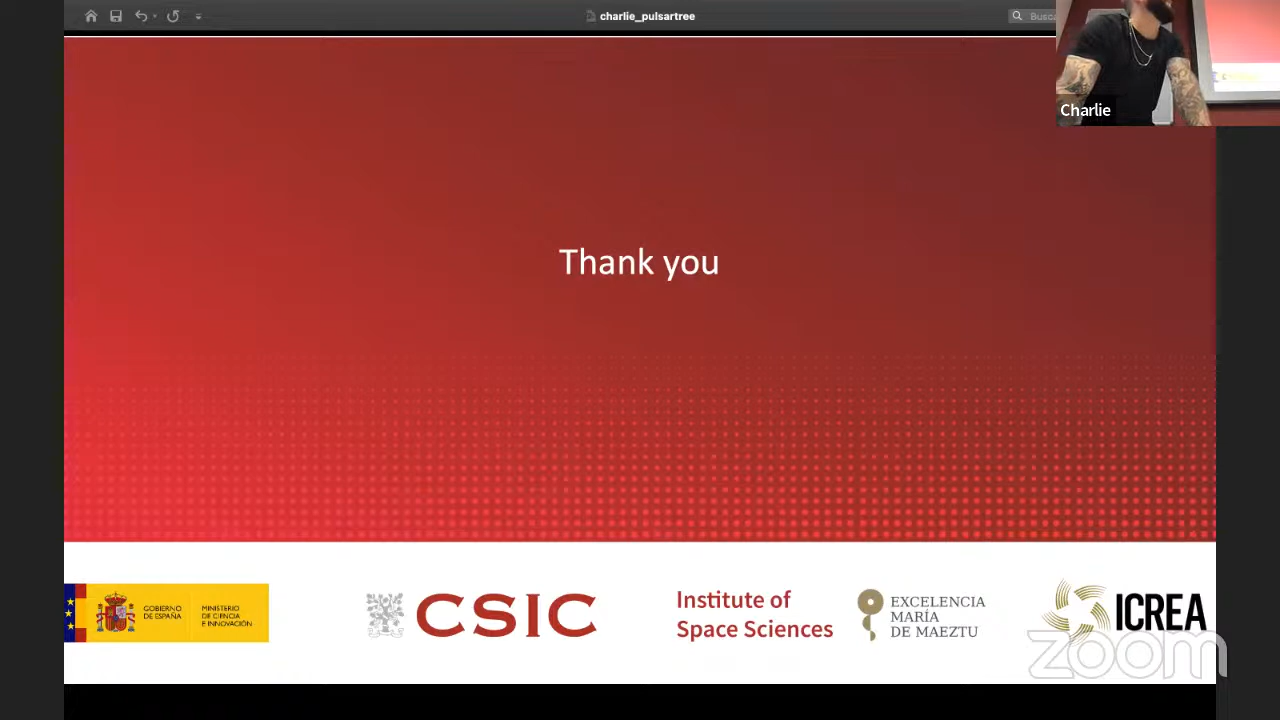 charlie_pulsartree
Busca
Charlie
Thank you
GOBIERNO
DE ESPAÑA
MINISTERIO
DE CIENCIA
E INNOVACIÓN
CSIC
Institute of
Space Sciences
EXCELENCIA
MARÍA
DE MAEZTU
ICREA
zoom